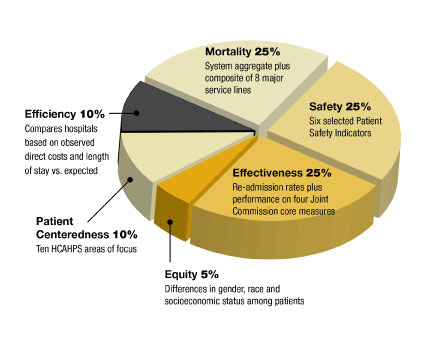 Mortality 25%
System aggregate plus
composite of 8 major
service lines
Safety 25%
Six selected Patient
Safety Indicators
Efficiency 10%
Compares hospitals
based on observed
direct costs and length
of stay vs. expected
Effectiveness 25%
Re-admission rates plus
performance on four Joint
Commission core measures
Patient
Centeredness 10%
Ten HCAHPS areas of focus
Equity 5%
Differences in gender, race and
socioeconomic status among patients